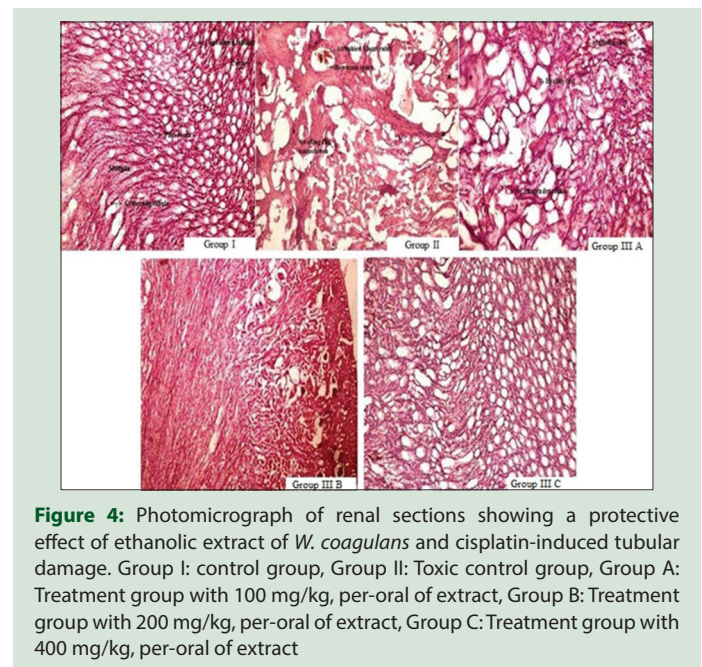 Group I
Group II
Group III A
Group III B
Group III C
Figure 4: Photomicrograph of renal sections showing a protective
effect of ethanolic extract of W. coagulans and cisplatin-induced tubular
damage. Group I: control group, Group II: Toxic control group, Group A:
Treatment group with 100 mg/kg, per-oral of extract, Group B: Treatment
group with 200 mg/kg, per-oral of extract, Group C: Treatment group with
400 mg/kg, per-oral of extract